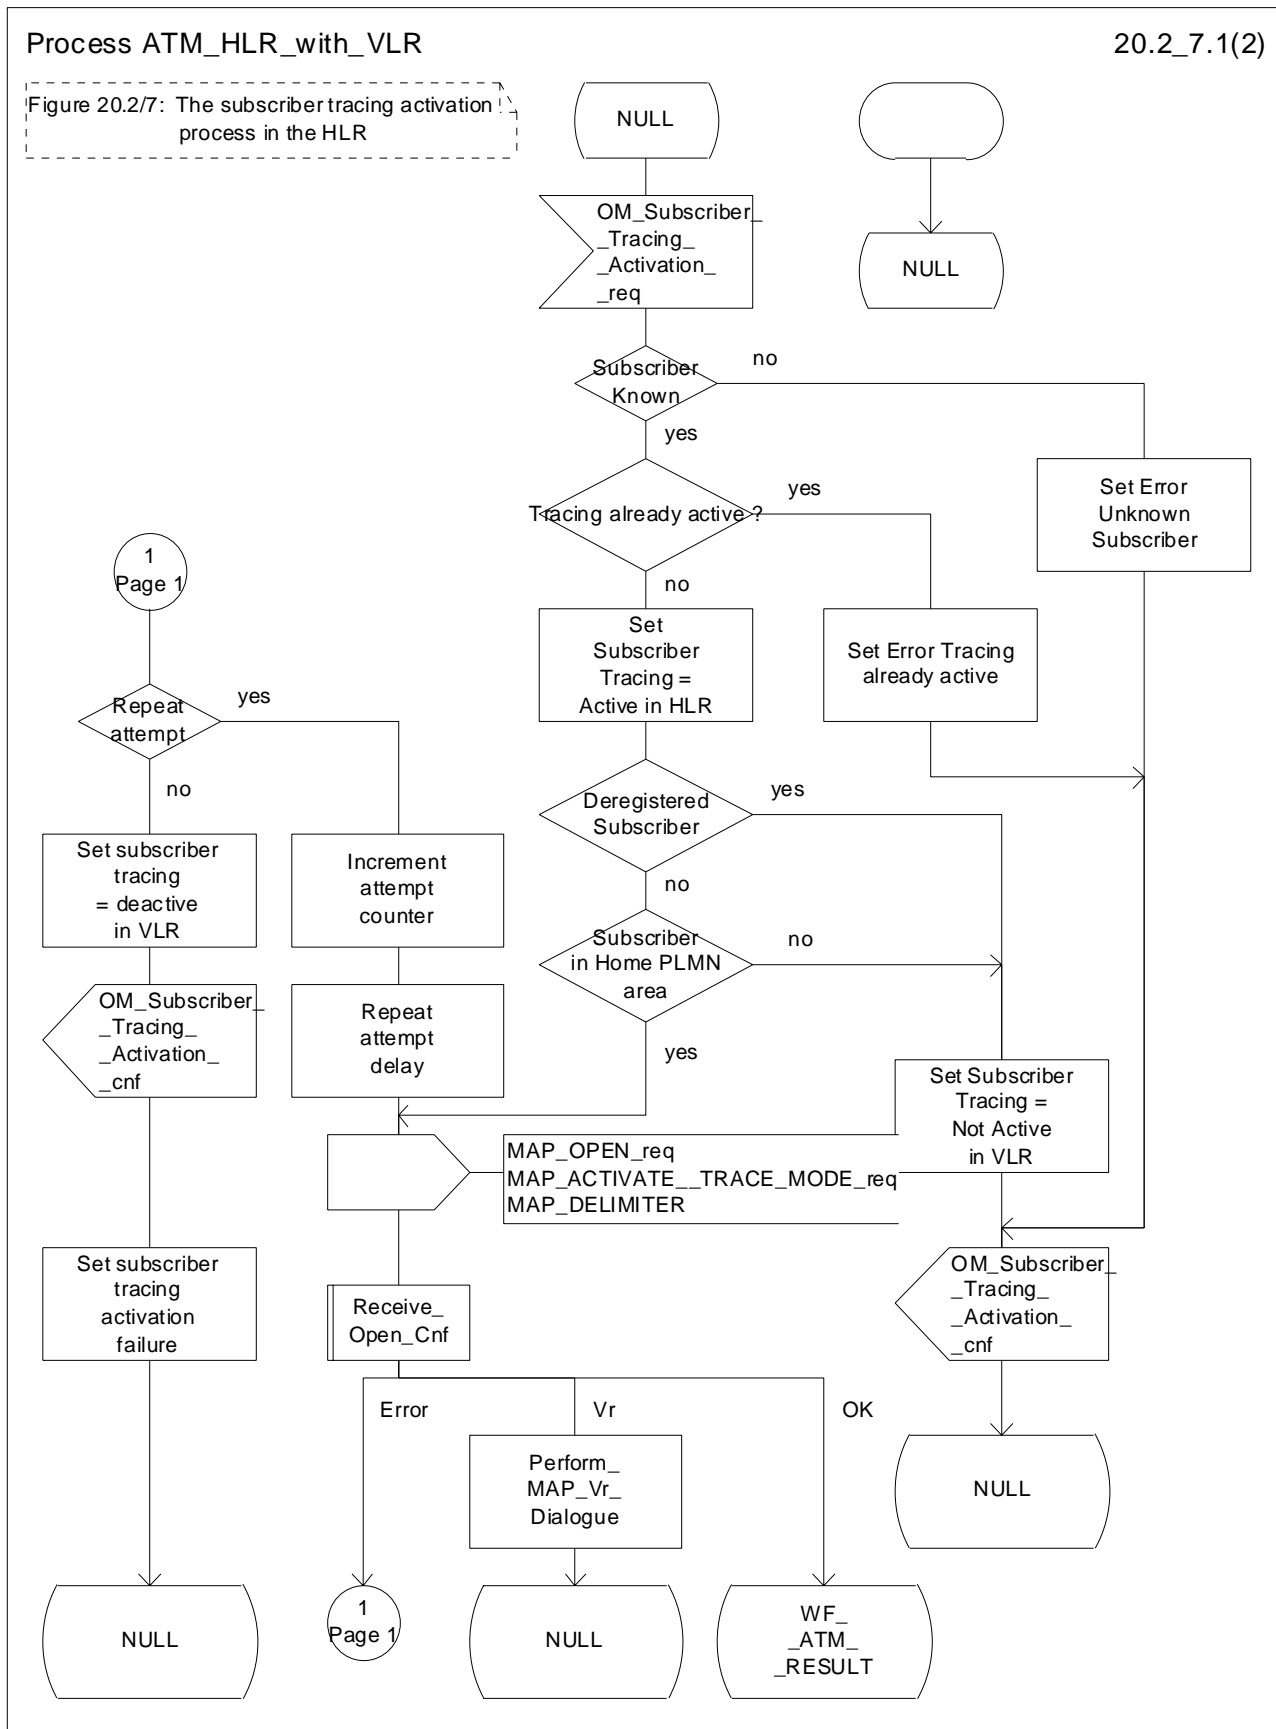 Process ATM_HLR_with_VLR
20.2_7.1(2)
Figure 20.2/7: The subscriber tracing activation
process in the HLR
NULL
OM_Subscriber_
_Tracing_
_Activation_
_req
NULL
Subscriber
Known
no
yes
Tracing already active ?
yes
no
Set Error
Unknown
Subscriber
1
Page 1
Set
Subscriber
Tracing =
Active in HLR
Set Error Tracing
already active
Repeat
attempt
yes
no
Deregistered
Subscriber
yes
no
Set subscriber
tracing
= deactive
in VLR
Increment
attempt
counter
Subscriber
in Home PLMN
area
no
yes
OM_Subscriber_
_Tracing_
_Activation_
_cnf
Repeat
attempt
delay
Set Subscriber
Tracing =
Not Active
in VLR
MAP_OPEN_req
MAP_ACTIVATE__TRACE_MODE_req
MAP_DELIMITER
Set subscriber
tracing
activation
failure
Receive_
Open_Cnf
OM_Subscriber_
_Tracing_
_Activation_
_cnf
Error
Vr
OK
Perform_
MAP_Vr_
Dialogue
NULL
NULL
1
Page 1
NULL
WF_
_ATM_
_RESULT